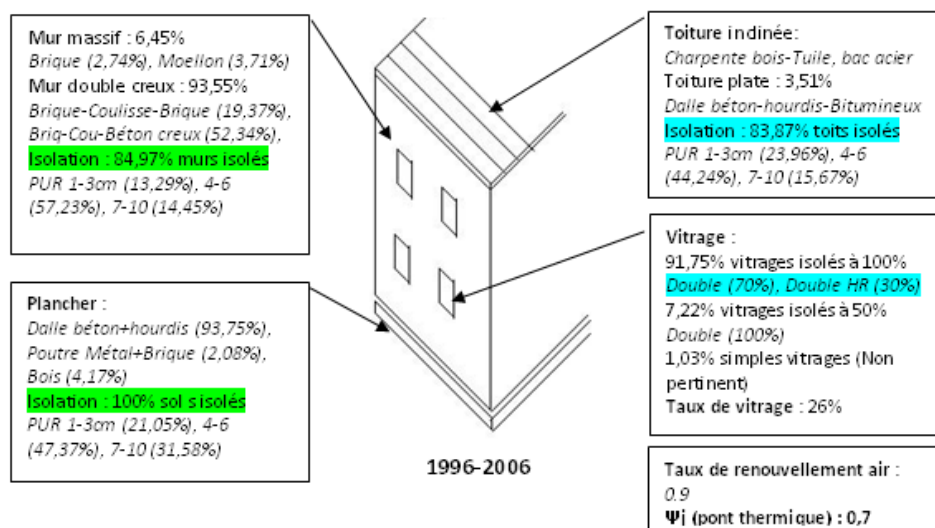 Mur massif : 6,45%
Brique (2,74%), Moellon (3,71%)
Mur double creux : 93,55%
Brique-Coulisse-Brique (19,37%),
Briq-Cou-Béton creux (52,34%),
Isolation : 84,97% murs isolés
PUR 1-3cm (13,29%), 4-6
(57,23%), 7-10 (14,45%)
Plancher :
Dalle béton+hourdis (93,75%),
Poutre Métal+Brique (2,08%),
Bois (4,17%)
Isolation : 100% sol s isolés
PUR 1-3cm (21,05%), 4-6
(47,37%), 7-10 (31,58%)
1996-2006
Toiture indinée:
Charpente bois-Tuile, bac acier
Toiture plate : 3,51%
Dalle béton-hourdis-Bitumineux
Isolation : 83,87% toits isolés
PUR 1-3cm (23,96%), 4-6
(44,24%), 7-10 (15,67%)
Vitrage :
91,75% vitrages isolés à 100%
Double (70%), Double HR (30%)
7,22% vitrages isolés à 50%
Double (100%)
1,03% simples vitrages (Non
pertinent)
Taux de vitrage : 26%
Taux de renouvellement air :
0.9
Ψj (pont thermique) : 0,7